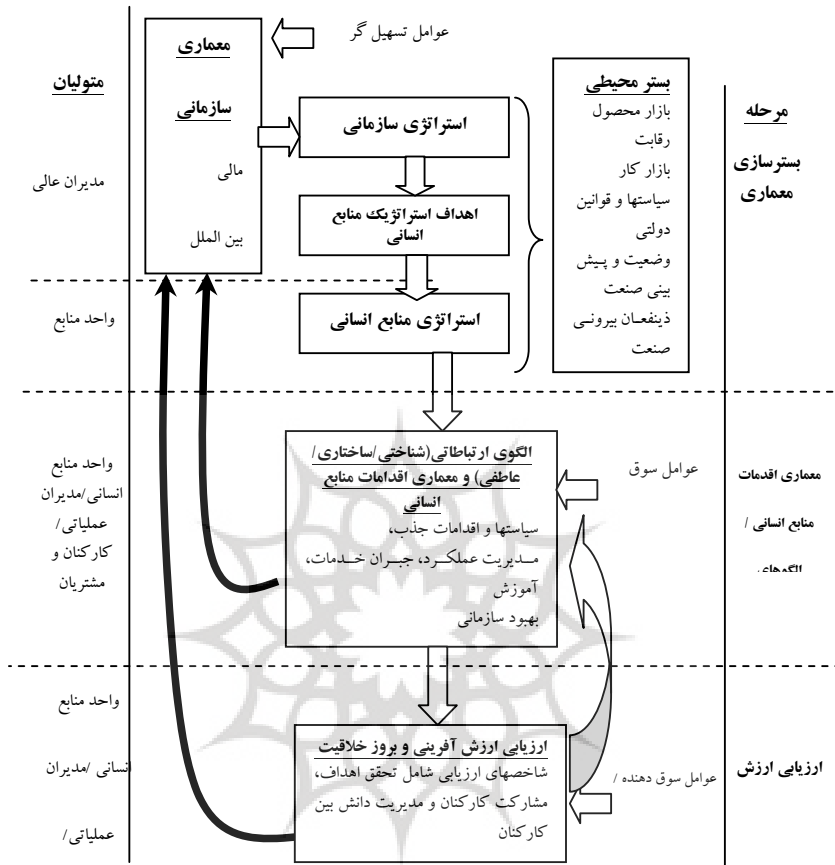 مرحله
بسترسازی
معماری
بستر محیطی
بازار محصول
رقابت
بازار کار
سیاستها و قوانین
دولتی
وضعیت و پیش
بینی صنعت
ذینفعان بیرونی
صنعت
عوامل تسهیل گر
استراتژی سازمانی
اهداف استراتژیک منابع
انسانی
استراتژی منابع انسانی
معماری
سازمانی
مالی
بین الملل
متولیان
مدیران عالی
واحد منابع
معماری اقدمات
منابع انسانی /
الگوهای
عوامل سوق
الگوی ارتباطاتی(شناختی/ساختاری/
عاطفی) و معماری اقدامات منابع
انسانی
سیاستها و اقدامات جذب،
مدیریت عملکرد، جبران خدمات،
آموزش
بهبود سازمانی
واحد منابع
انسانی/مدیران
عملیاتی/
کارکنان و
مشتریان
ارزیابی ارزش
عوامل سوق دهنده /
ارزیابی ارزش آفرینی و بروز خلاقیت
شاخصهای ارزیابی شامل تحقق اهداف،
مشارکت کارکنان و مدیریت دانش بین
کارکنان
واحد منابع
انسانی /مدیران
عملیاتی/